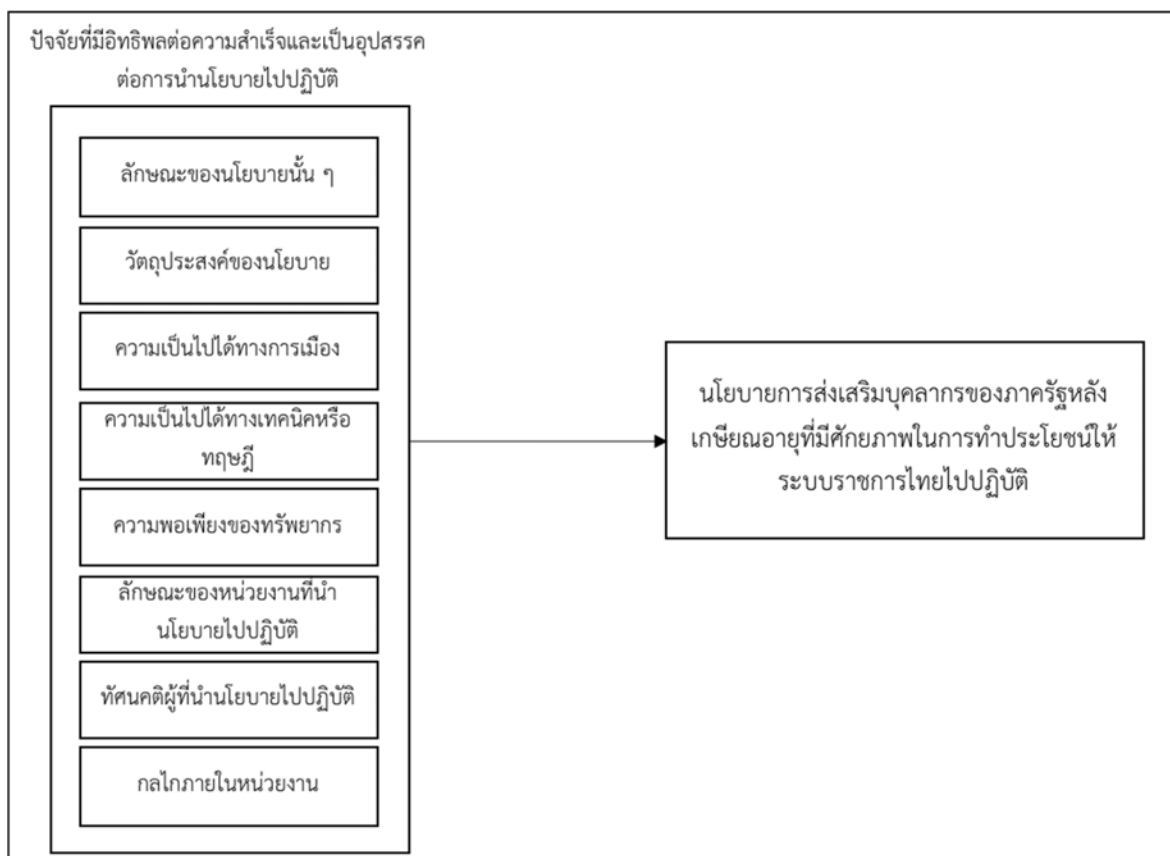 ปัจจัยที่มีอิทธิพลต่อความสำเร็จและเป็นอุปสรรค
ต่อการนำนโยบายไปปฏิบัติ
ลักษณะของนโยบายนั้น ๆ
วัตถุประสงค์ของนโยบาย
ความเป็นไปได้ทางการเมือง
ความเป็นไปได้ทางเทคนิคหรือ
ทฤษฎี
ความพอเพียงของทรัพยากร
ลักษณะของหน่วยงานที่นำ
นโยบายไปปฏิบัติ
ทัศนคติผู้ที่นำนโยบายไปปฏิบัติ
กลไกภายในหน่วยงาน
นโยบายการส่งเสริมบุคลากรของภาครัฐหลัง
เกษียณอายุที่มีศักยภาพในการทำประโยชน์ให้
ระบบราชการไทยไปปฏิบัติ